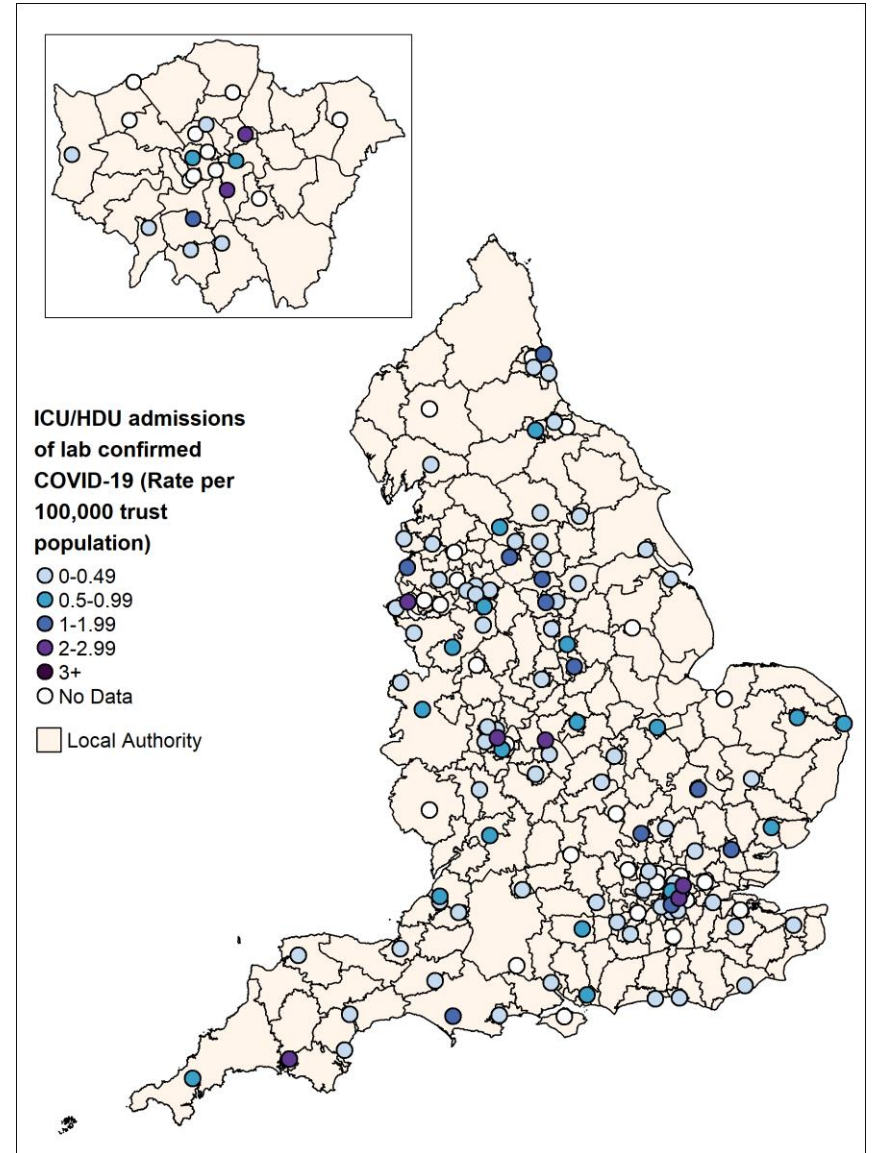 ICU/HDU admissions
of lab confirmed
COVID-19 (Rate per
100,000 trust
population)
0-0.49
0.5-0.99
1-1.99
2-2.99
3+
No Data
Local Authority